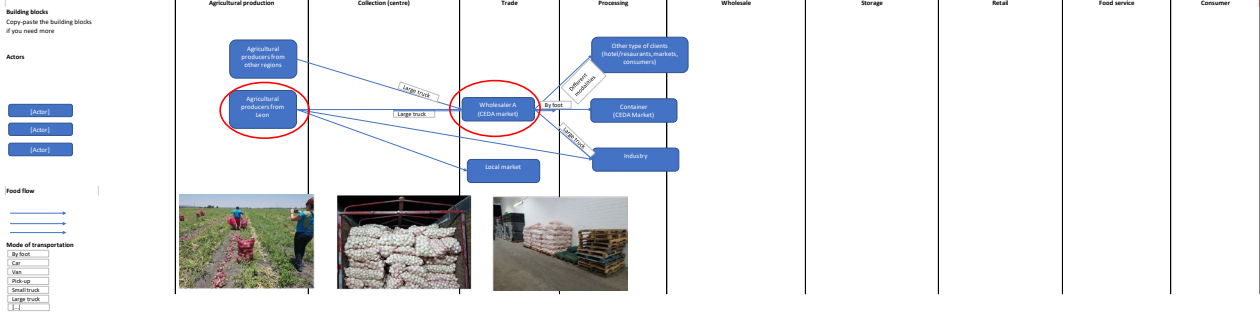 Agricultural production
Collection (centre)
Trade
Processing
Wholesale
Storage
Retail
Food service
Consumer
Building blocks
Copy-paste the building blocks
if you need more
Actors
[Actor]
[Actor]
[Actor]
Food flow
Mode of transportation
By foot
Car
Van
Pick-up
Small truck
Large truck
[...]
Agricultural
producers from
other regions
Agricultural
producers from
Leon
Large truck
Large truck
Wholesaler A
(CEDA market)
Local market
Different
modalities
By foot
Large truck
Other type of clients
(hotel/resaurants,markets,
consumers)
Container
(CEDA Market)
Industry